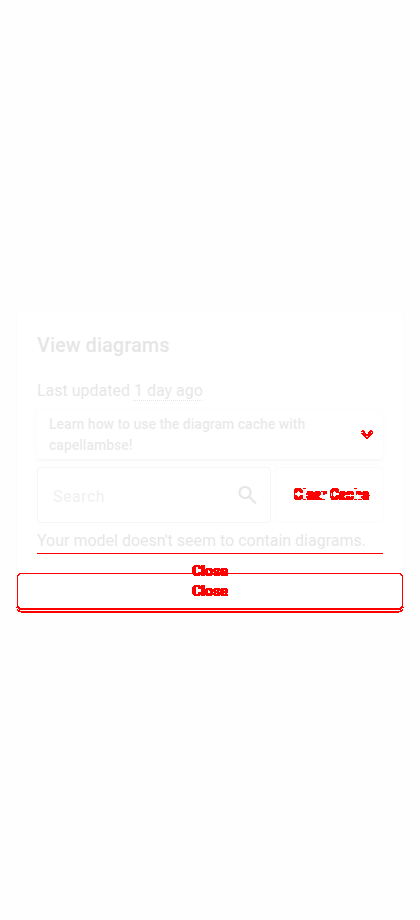 View diagrams
Last updated 1 day ago
Learn how to use the diagram cache with
capellambse!
Search
Clear Cache
Your model doesn't seem to contain diagrams.
Close
Close